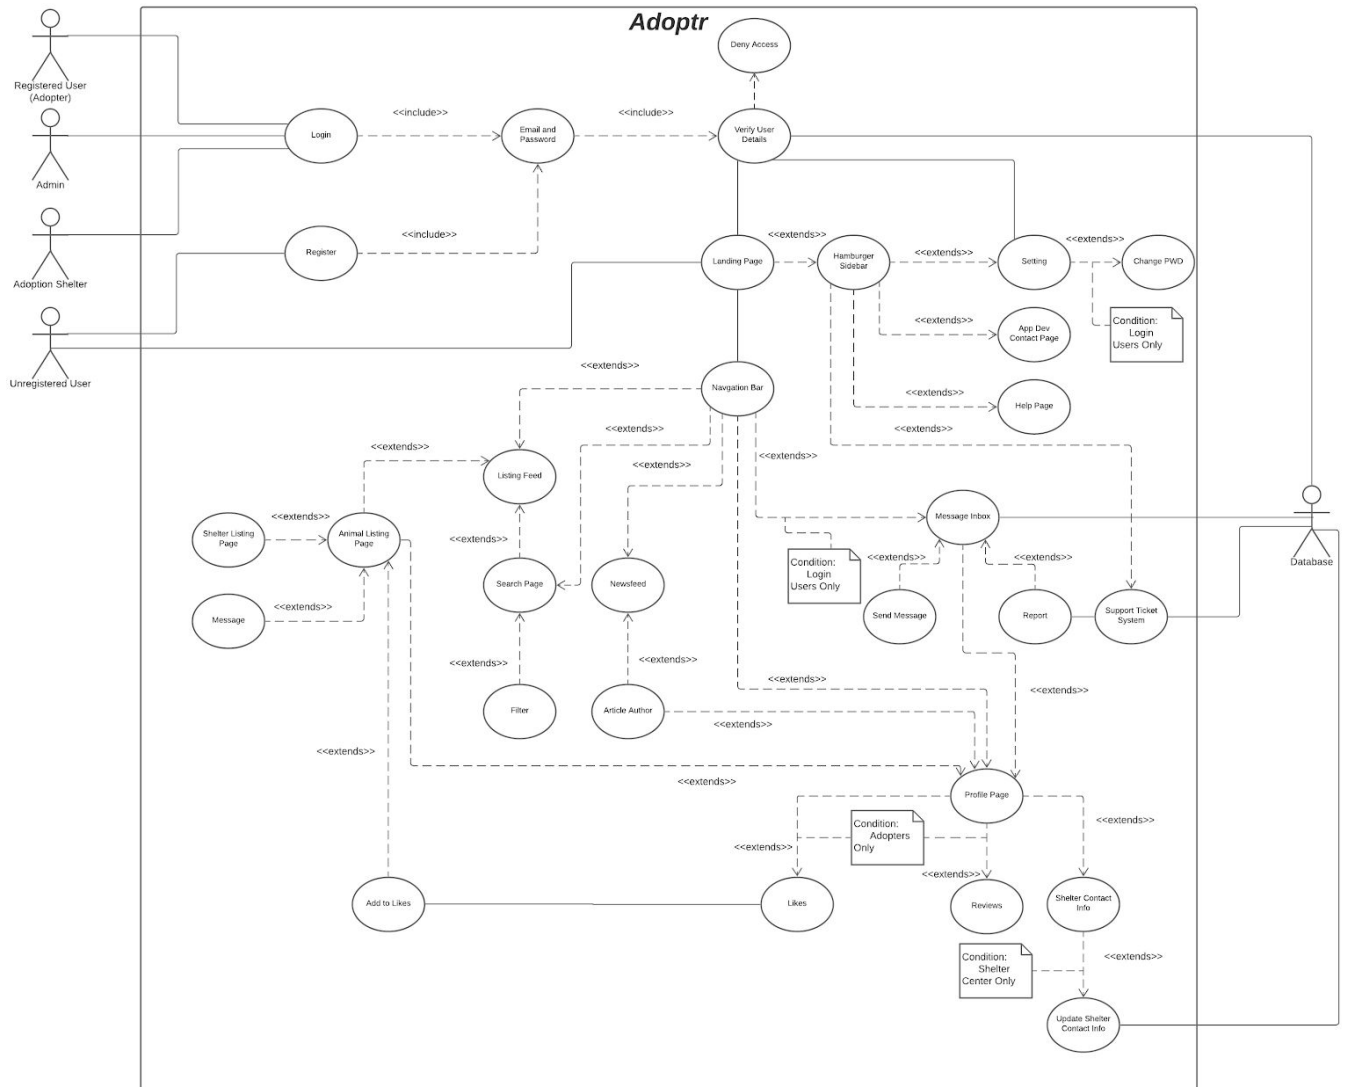 Adoptr
Deny Access
Registered User
(Adopter)
<<include>>
<<include>>
Login
Email and
Password
Verify User
Details
Admin
<<include>>
<<extends>>
<<extends>>
Register
<<extends>>
Landing Page
Hamburger
Sidebar
Setting
Change PWD
Adoption Shelter
<<extends>>
App Dev
Contact Page
Condition:
Login
Users Only
Unregistered User
<<extends>>
Navgation Bar
<<extends>>
Help Page
<<extends>>
<<extends>>
<<extends>>
<<extends>>
<<extends>>
Listing Feed
<<extends>>
Message Inbox
Shelter Listing
Page
Animal Listing
Page
<<extends>>
<<extends>>
<<extends>>
Condition:
Login
Users Only
Database
Search Page
Newsfeed
<<extends>>
Message
Send Message
Report
Support Ticket
System
<<extends>>
<<extends>>
<<extends>>
<<extends>>
Filter
Article Author
<<extends>>
<<extends>>
<<extends>>
Profile Page
Condition:
Adopters
Only
<<extends>>
<<extends>>
<<extends>>
Add to Likes
Likes
Reviews
Shelter Contact
Info
Condition:
Shelter
Center Only
<<extends>>
Update Shelter
Contact Info